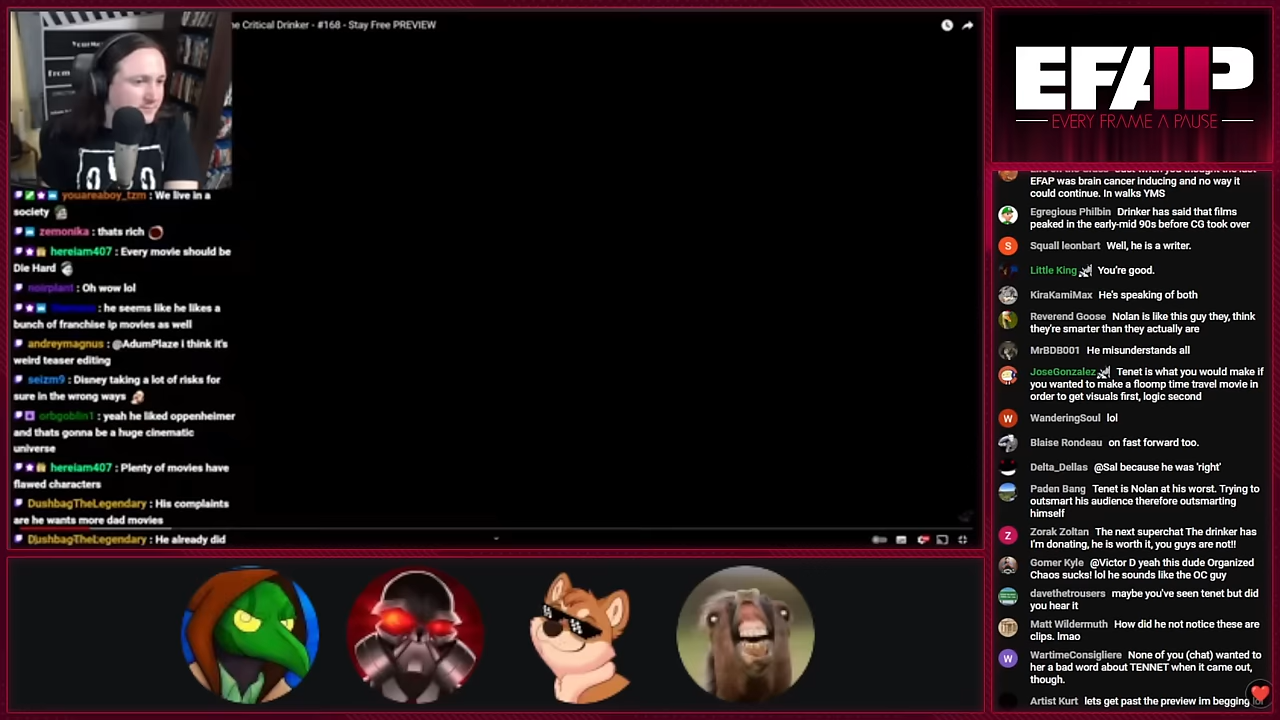 he Critical Drinker - #168 - Stay Free PREVIEW
From
youareaboy_tzm : We live in a
society
zemonika : thats rich
hereiam407 : Every movie should be
Die Hard
noirplant : Oh wow lol
: he seems like he likes a
bunch of franchise ip movies as well
andreymagnus : @AdumPlaze i think it's
weird teaser editing
seizm9 : Disney taking a lot of risks for
sure in the wrong ways
orbgoblin1 : yeah he liked oppenheimer
and thats gonna be a huge cinematic
universe
hereiam407 : Plenty of movies have
flawed characters
DushbagTheLegendary : His complaints
are he wants more dad movies
DushbagTheLegendary : He already did
EFAP
EVERY FRAME A PAUSE
EFAP was brain cancer inducing and no way it
could continue. In walks YMS
Egregious Philbin Drinker has said that films
peaked in the early-mid 90s before CG took over
Squall leonbart Well, he is a writer.
Little King You're good.
KiraKamiMax He's speaking of both
Reverend Goose Nolan is like this guy they, think
they're smarter than they actually are
MrBDB001 He misunderstands all
JoseGonzalez Tenet is what you would make if
you wanted to make a floomp time travel movie in
order to get visuals first, logic second
WanderingSoul lol
Blaise Rondeau on fast forward too.
Delta_Dellas @Sal because he was 'right'
Paden Bang Tenet is Nolan at his worst. Trying to
outsmart his audience therefore outsmarting
himself
Zorak Zoltan The next superchat The drinker has
I'm donating, he is worth it, you guys are not!!
Gomer Kyle @Victor D yeah this dude Organized
Chaos sucks! lol he sounds like the OC guy
davethetrousers maybe you've seen tenet but did
you hear it
Matt Wildermuth How did he not notice these are
clips. lmao
WartimeConsigliere None of you (chat) wanted to
her a bad word about TENNET when it came out,
though.
Artist Kurt lets get past the preview im begging lol